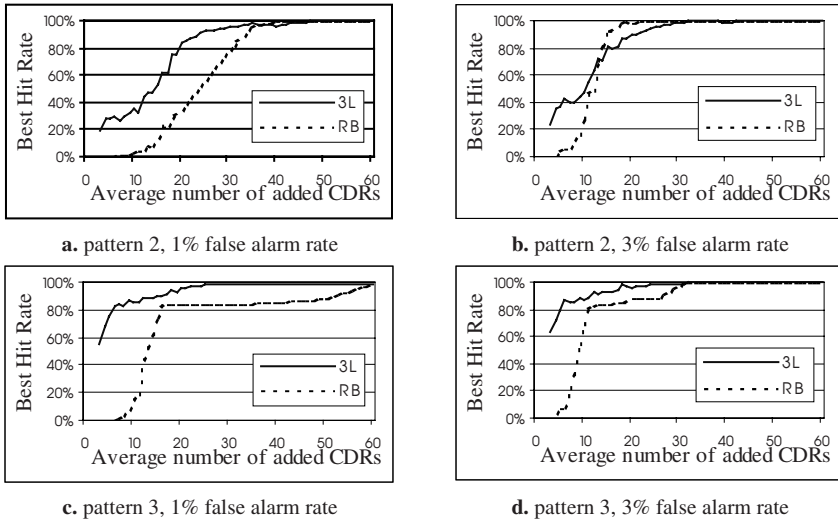 Best Hit Rate
100%
80%
60%
40%
20%
0%
3L
RB
0 10 20 30 40 50 60
Average number of added CDRs
a. pattern 2, 1% false alarm rate
Best Hit Rate
100%
80%
60%
40%
20%
0%
3L
RB
0 10 20 30 40 50 60
Average number of added CDRs
b. pattern 2, 3% false alarm rate
Best Hit Rate
100%
80%
60%
40%
20%
0%
3L
RB
0 10 20 30 40 50 60
Average number of added CDRs
c. pattern 3, 1% false alarm rate
Best Hit Rate
100%
80%
60%
40%
20%
0%
3L
RB
0 10 20 30 40 50 60
Average number of added CDRs
d. pattern 3, 3% false alarm rate